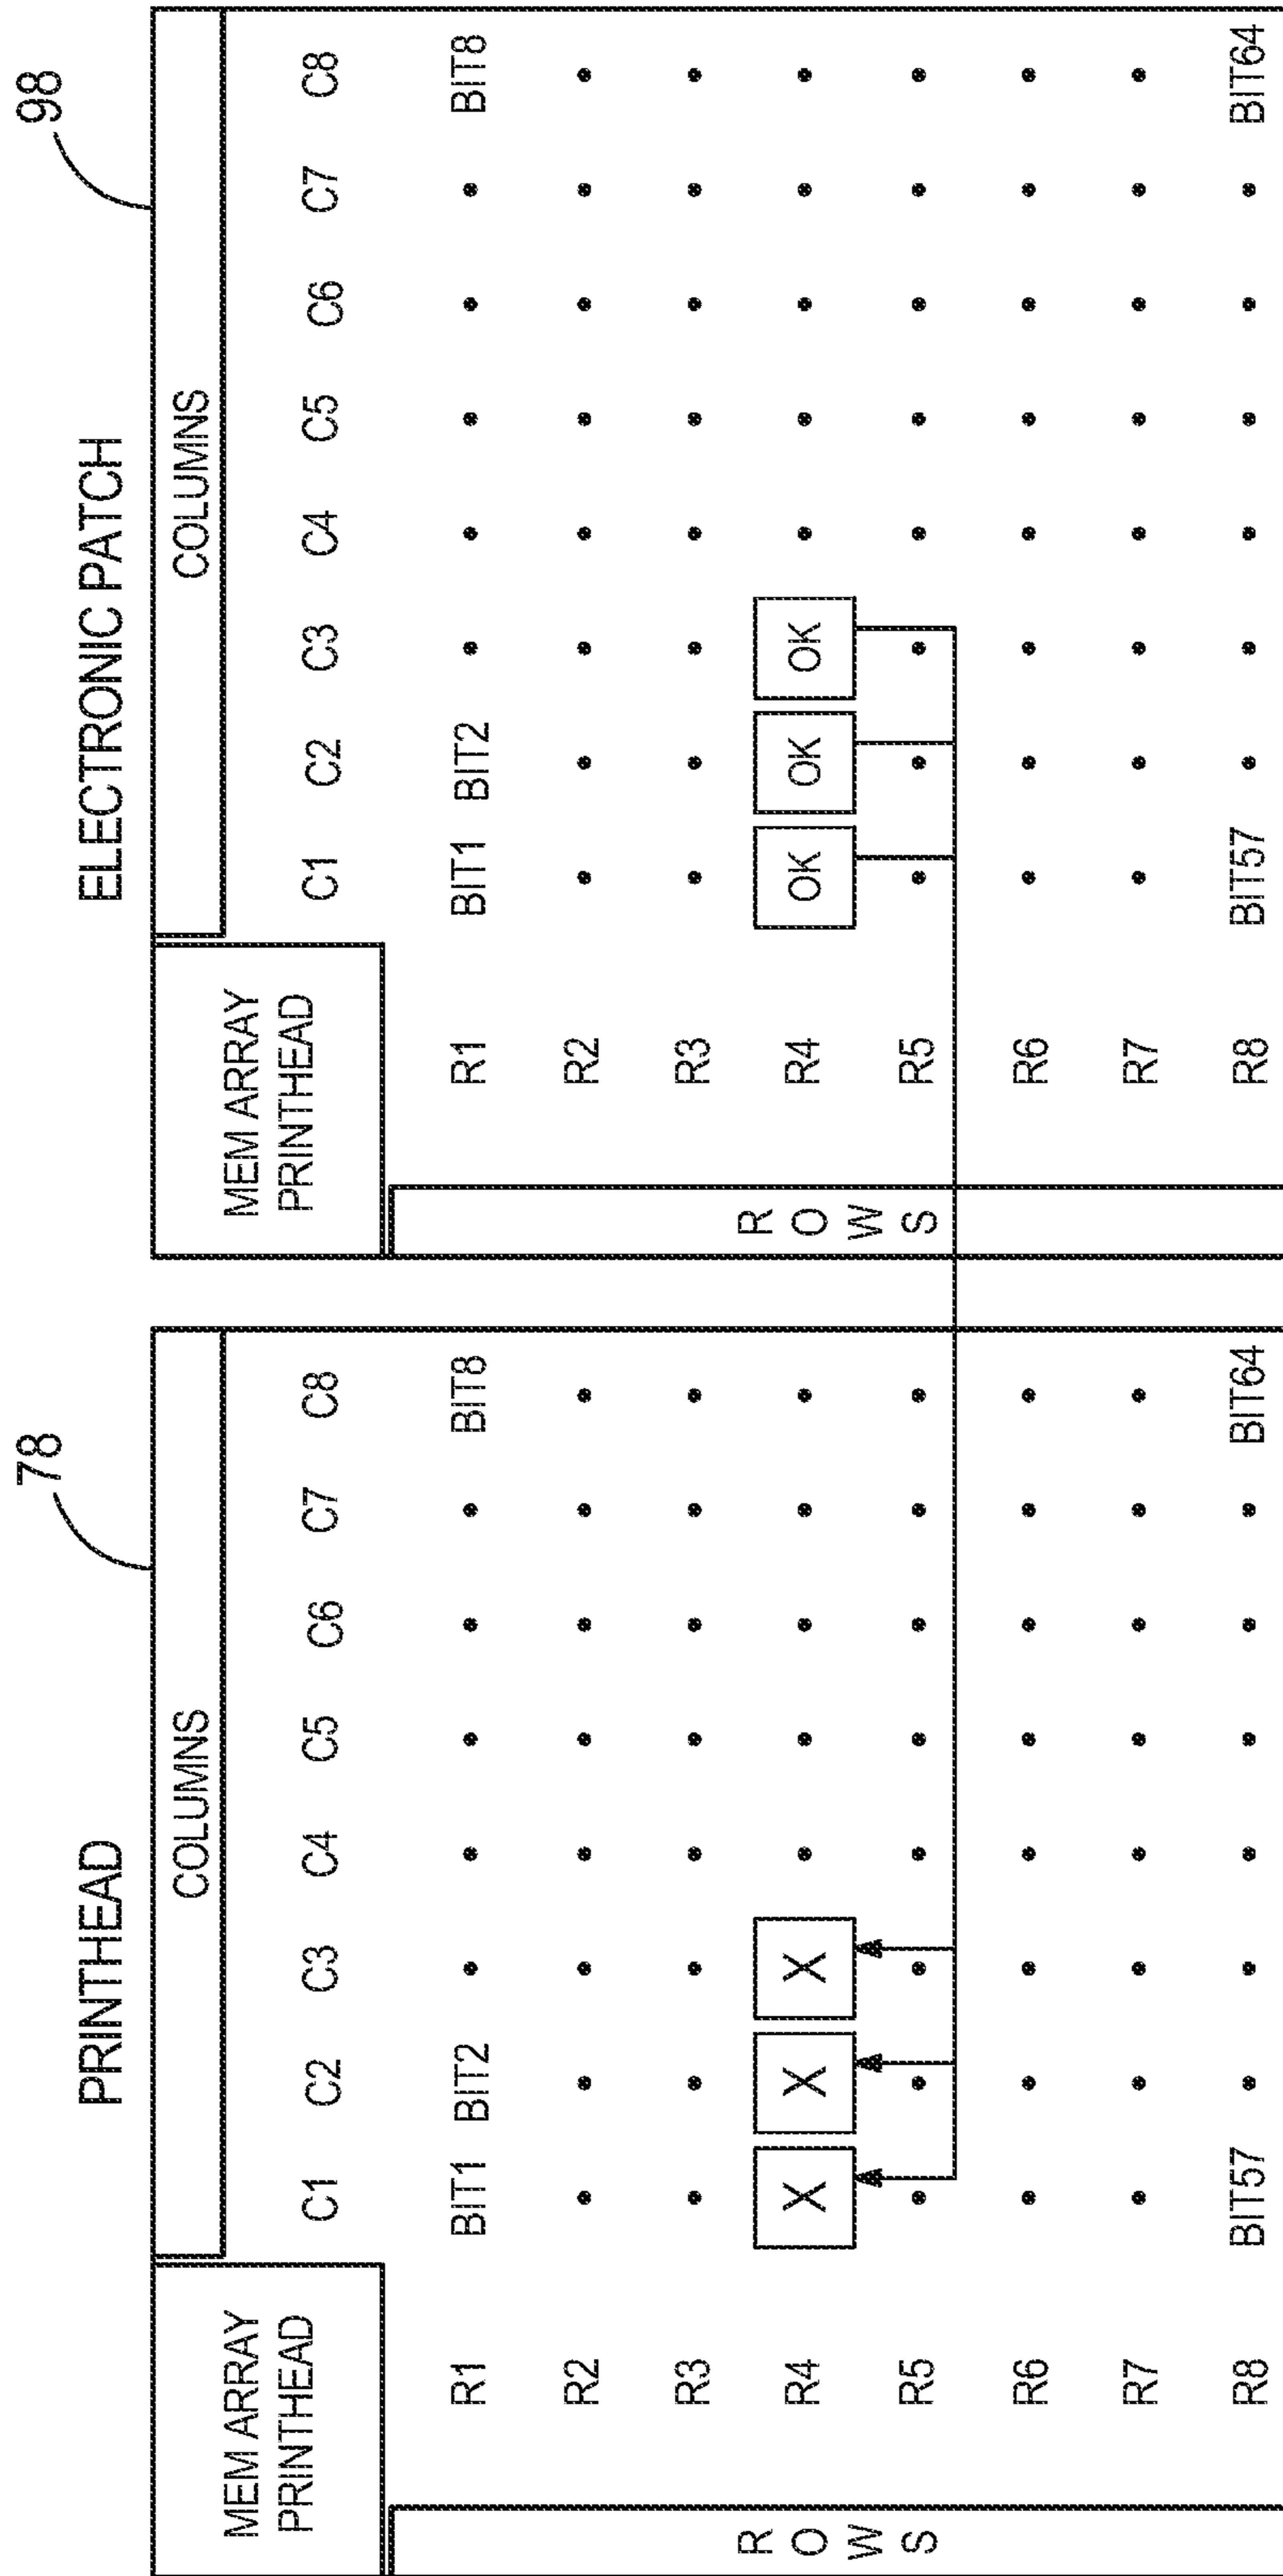 PRINTHEAD
78
MEM ARRAY
PRINTHEAD
COLUMNS
C1 C2 C3 C4 C5 C6 C7 C8
ROWS
R1 BIT1 BIT2 BIT8
R2
R3
R4 X X X
R5
R6
R7
R8 BIT57 BIT64
ELECTRONIC PATCH
98
MEM ARRAY
PRINTHEAD
COLUMNS
C1 C2 C3 C4 C5 C6 C7 C8
ROWS
R1 BIT1 BIT2 BIT8
R2
R3
R4 OK OK OK
R5
R6
R7
R8 BIT57 BIT64